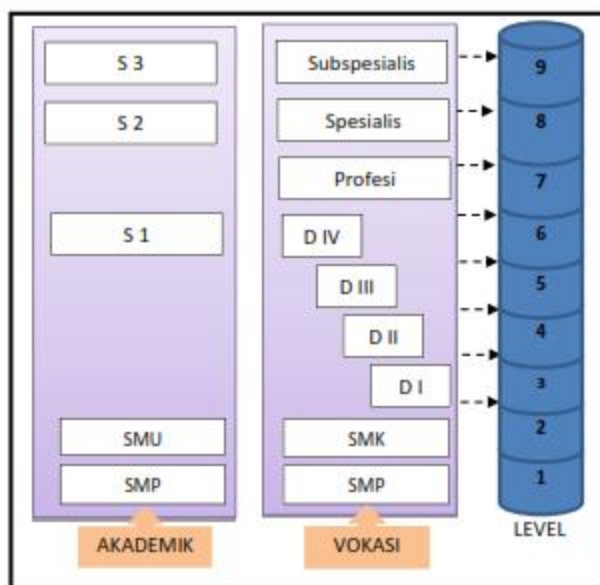 S 3
S 2
S 1
SMU
SMP
AKADEMIK
Subspesialis
Spesialis
Profesi
D IV
D III
D II
D I
SMK
SMP
VOKASI
9
8
7
6
5
4
3
2
1
LEVEL